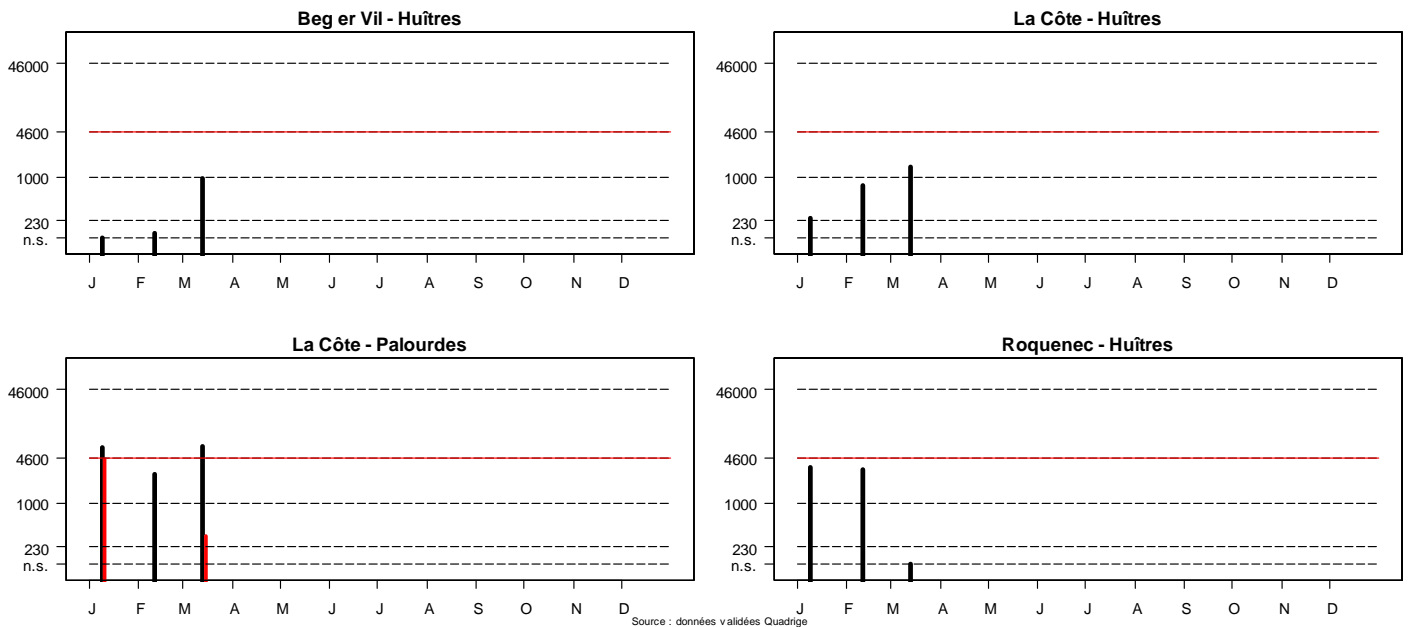 Beg er Vil - Huîtres
46000
4600
1000
230
n.s.
J F M A M J J A S O N D
La Côte - Huîtres
46000
4600
1000
230
n.s.
J F M A M J J A S O N D
La Côte - Palourdes
46000
4600
1000
230
n.s.
J F M A M J J A S O N D
Roquenec - Huîtres
46000
4600
1000
230
n.s.
J F M A M J J A S O N D
Source : données validées Quadrige